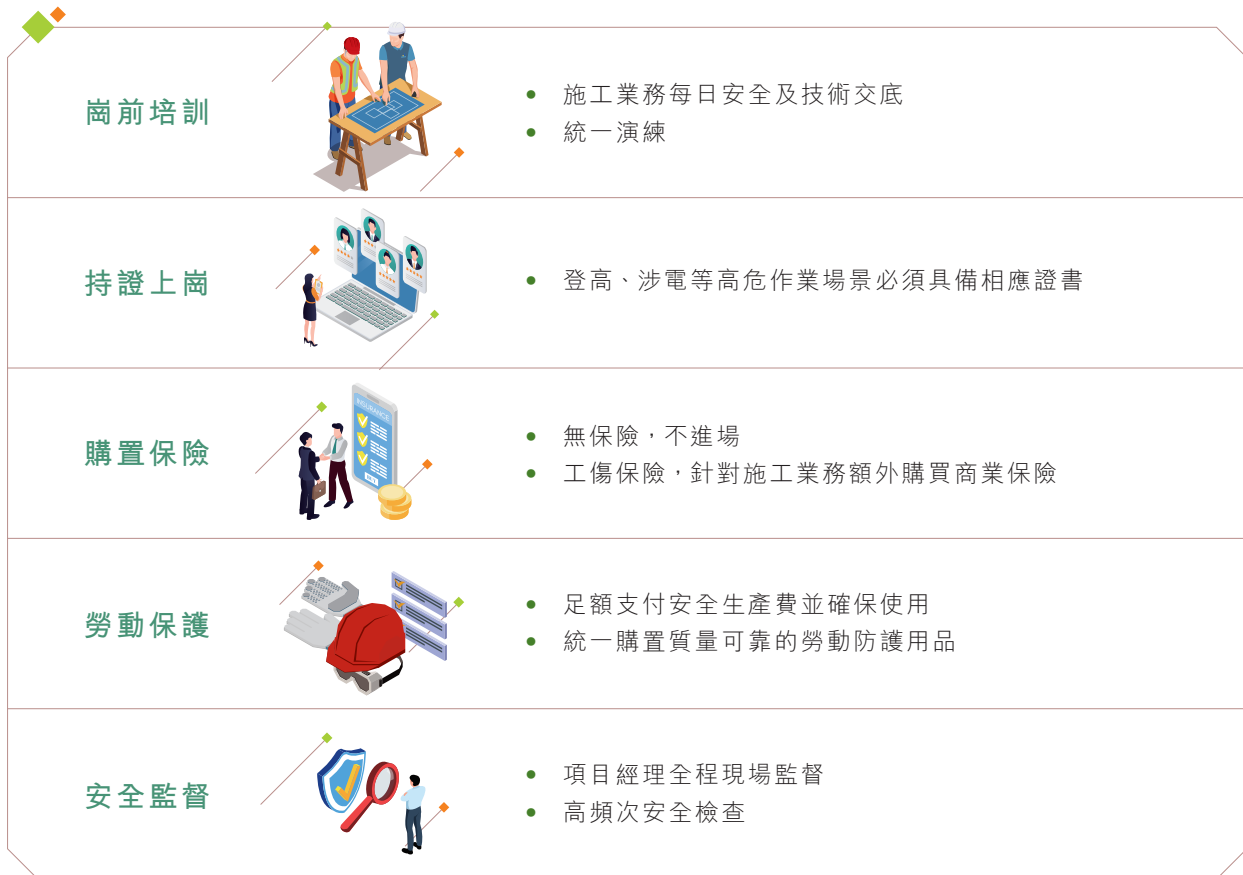 崗前培訓
施工業務每日安全及技術交底
統一演練
持證上崗
登高、涉電等高危作業場景必須具備相應證書
購置保險
INSURANCE
無保險，不進場
工傷保險，針對施工業務額外購買商業保險
勞動保護
足額支付安全生產費並確保使用
統一購置質量可靠的勞動防護用品
安全監督
項目經理全程現場監督
高頻次安全檢查